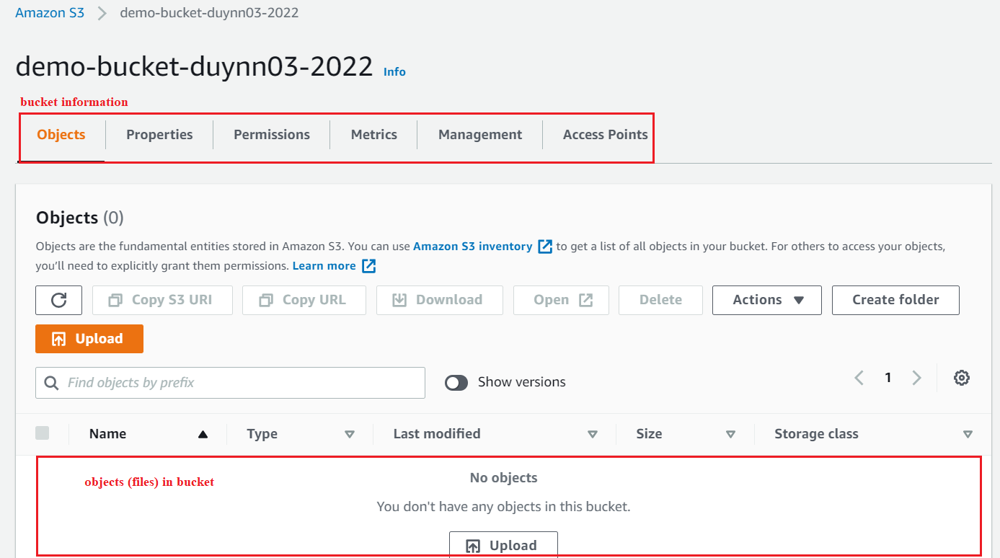 Amazon S3 > demo-bucket-duynn03-2022
demo-bucket-duynn03-2022 Info
bucket information
Objects Properties Permissions Metrics Management Access Points
Objects (0)
Objects are the fundamental entities stored in Amazon S3. You can use Amazon S3 inventory to get a list of all objects in your bucket. For others to access your objects,
you’ll need to explicitly grant them permissions. Learn more
Copy S3 URI Copy URL Download Open Delete Actions Create folder
Upload
Find objects by prefix Show versions 1
Name Type Last modified Size Storage class
No objects
objects (files) in bucket
You don't have any objects in this bucket.
Upload